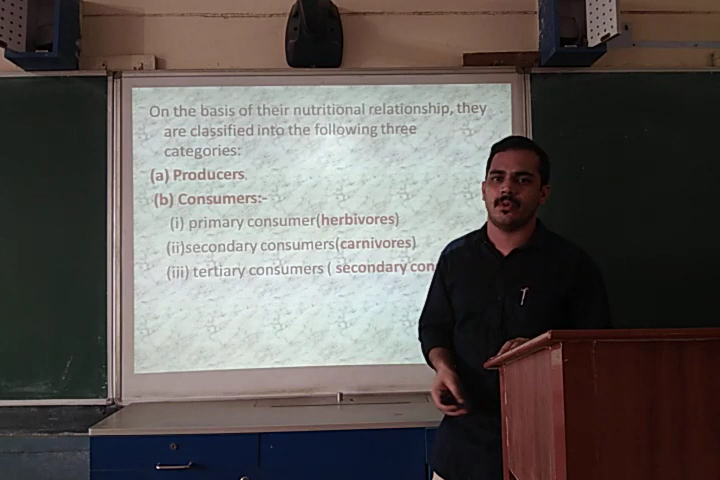 On the basis of their nutritional relationship, they
are classified into the following three
categories:
(a) Producers.
(b) Consumers:-
(i) primary consumer(herbivores)
(ii)secondary consumers(carnivores)
(iii) tertiary consumers ( secondary con